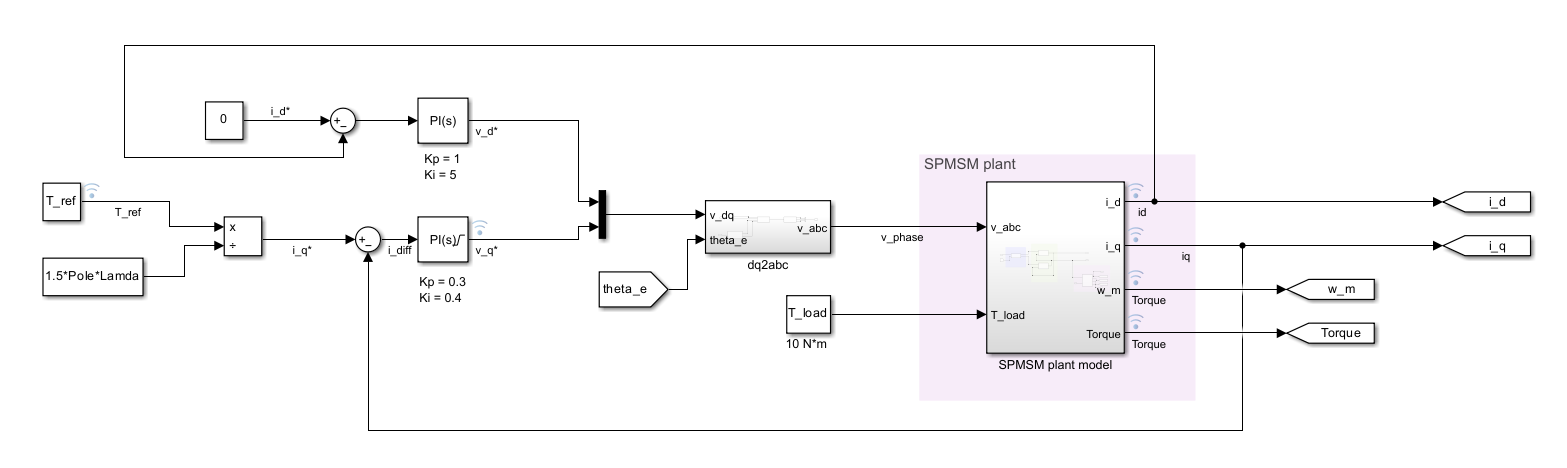 i_d*
0
+
_
PI(s)
v_d*
Kp = 1
Ki = 5
T_ref
T_ref
x
÷
1.5*Pole*Lamda
i_q*
+
_
i_diff
PI(s)
v_q*
Kp = 0.3
Ki = 0.4
theta_e
v_dq
theta_e
v_abc
dq2abc
v_phase
T_load
10 N*m
SPMSM plant
v_abc
T_load
i_d
i_q
w_m
Torque
SPMSM plant model
id
iq
Torque
Torque
i_d
i_q
w_m
Torque